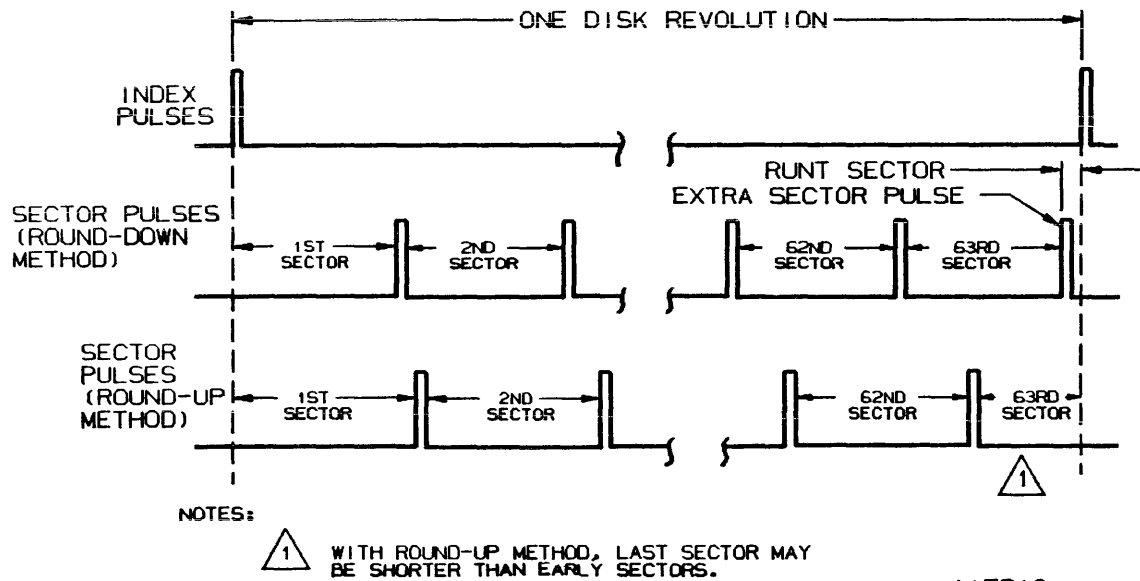 ONE DISK REVOLUTION
INDEX
PULSES
RUNT SECTOR
EXTRA SECTOR PULSE
SECTOR PULSES
(ROUND-DOWN
METHOD)
1ST
SECTOR
2ND
SECTOR
62ND
SECTOR
63RD
SECTOR
SECTOR
PULSES
(ROUND-UP
METHOD)
1ST
SECTOR
2ND
SECTOR
62ND
SECTOR
63RD
SECTOR
1
NOTES:
1 WITH ROUND-UP METHOD, LAST SECTOR MAY
BE SHORTER THAN EARLY SECTORS.